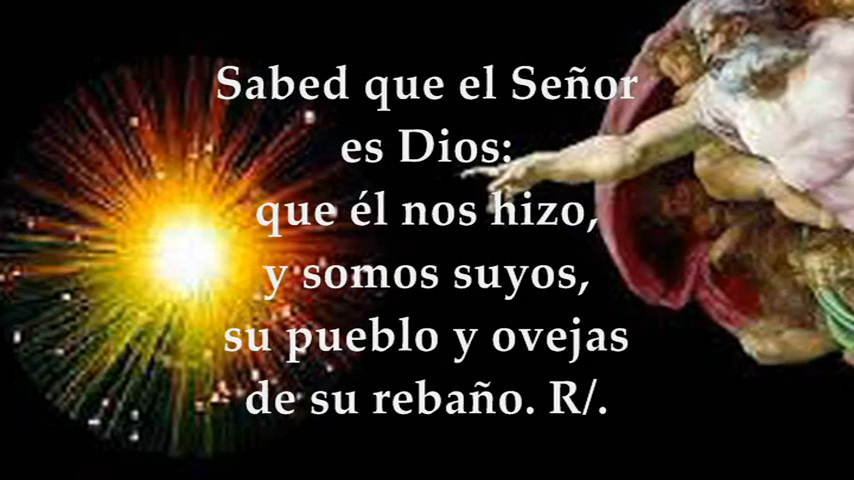 Sabed que el Señor
es Dios:
que él nos hizo,
y somos suyos,
su pueblo y ovejas
de su rebaño. R/.